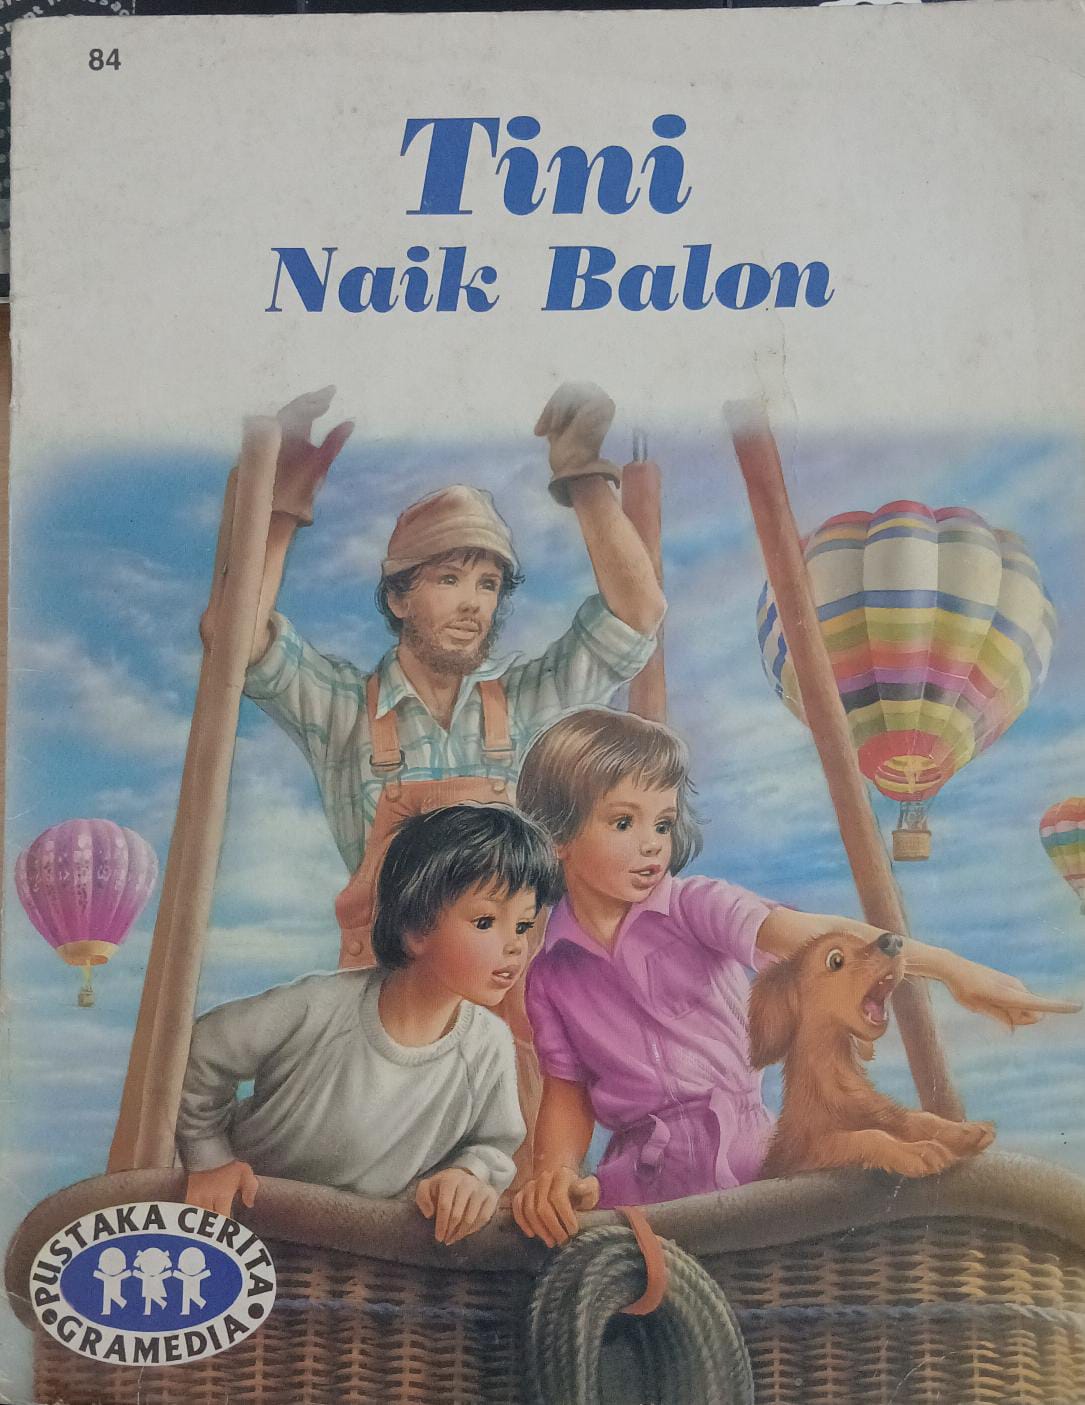 84
Tini
Naik Balon
PUSTAKA CERITA
GRAMEDIA